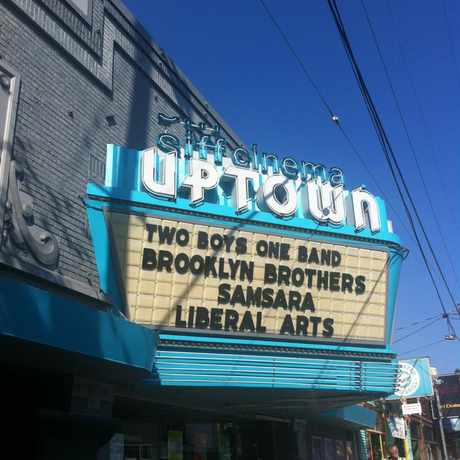 siff cinema
UPTOWN
TWO BOYS ONE BAND
BROOKLYN BROTHERS
SAMSARA
LIBERAL ARTS